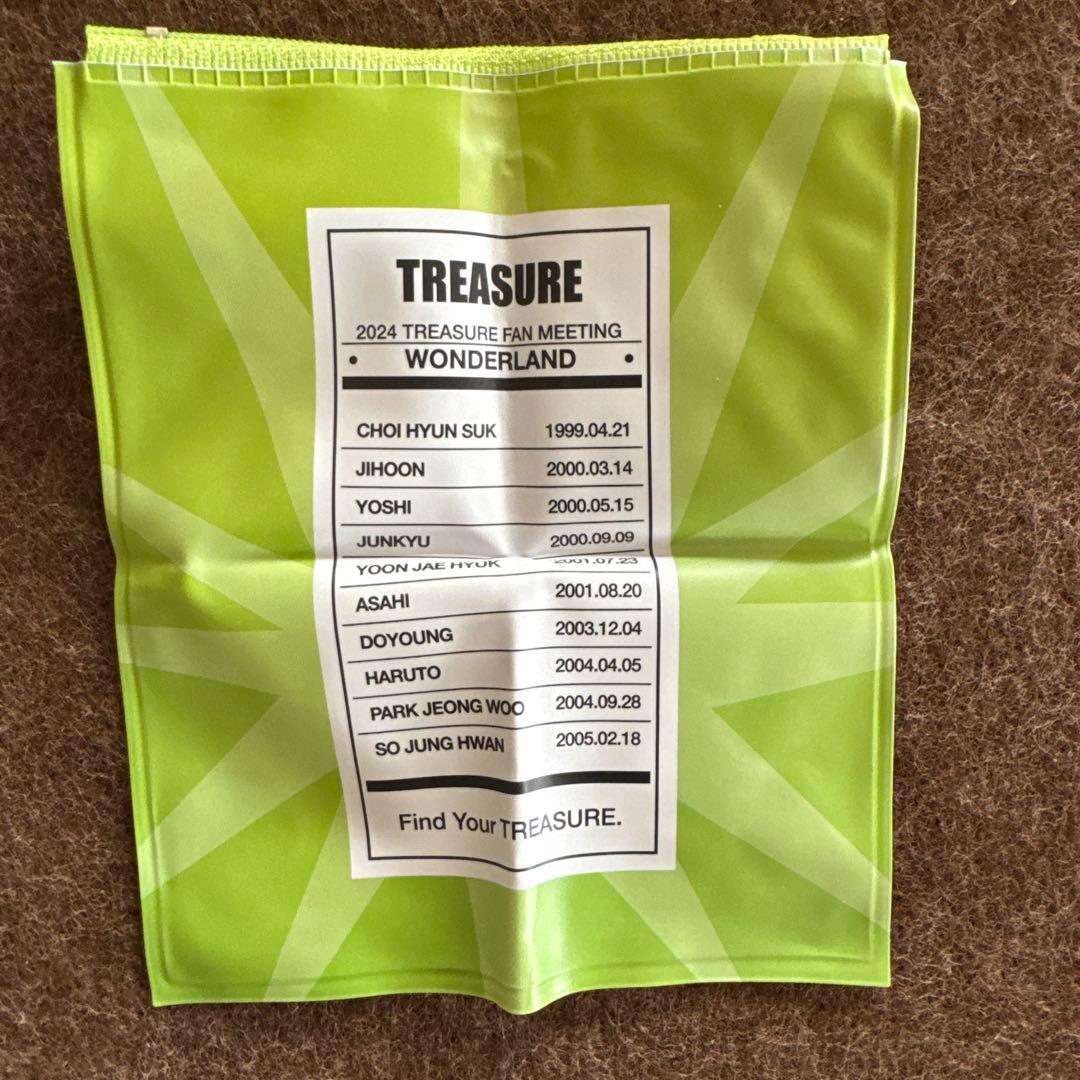 TREASURE
2024 TREASURE FAN MEETING
• WONDERLAND •
CHOI HYUN SUK 1999.04.21
JIHOON 2000.03.14
YOSHI 2000.05.15
JUNKYU 2000.09.09
YOON JAE HYUK 2001.07.23
ASAHI 2001.08.20
DOYOUNG 2003.12.04
HARUTO 2004.04.05
PARK JEONG WOO 2004.09.28
SO JUNG HWAN 2005.02.18
Find Your TREASURE.